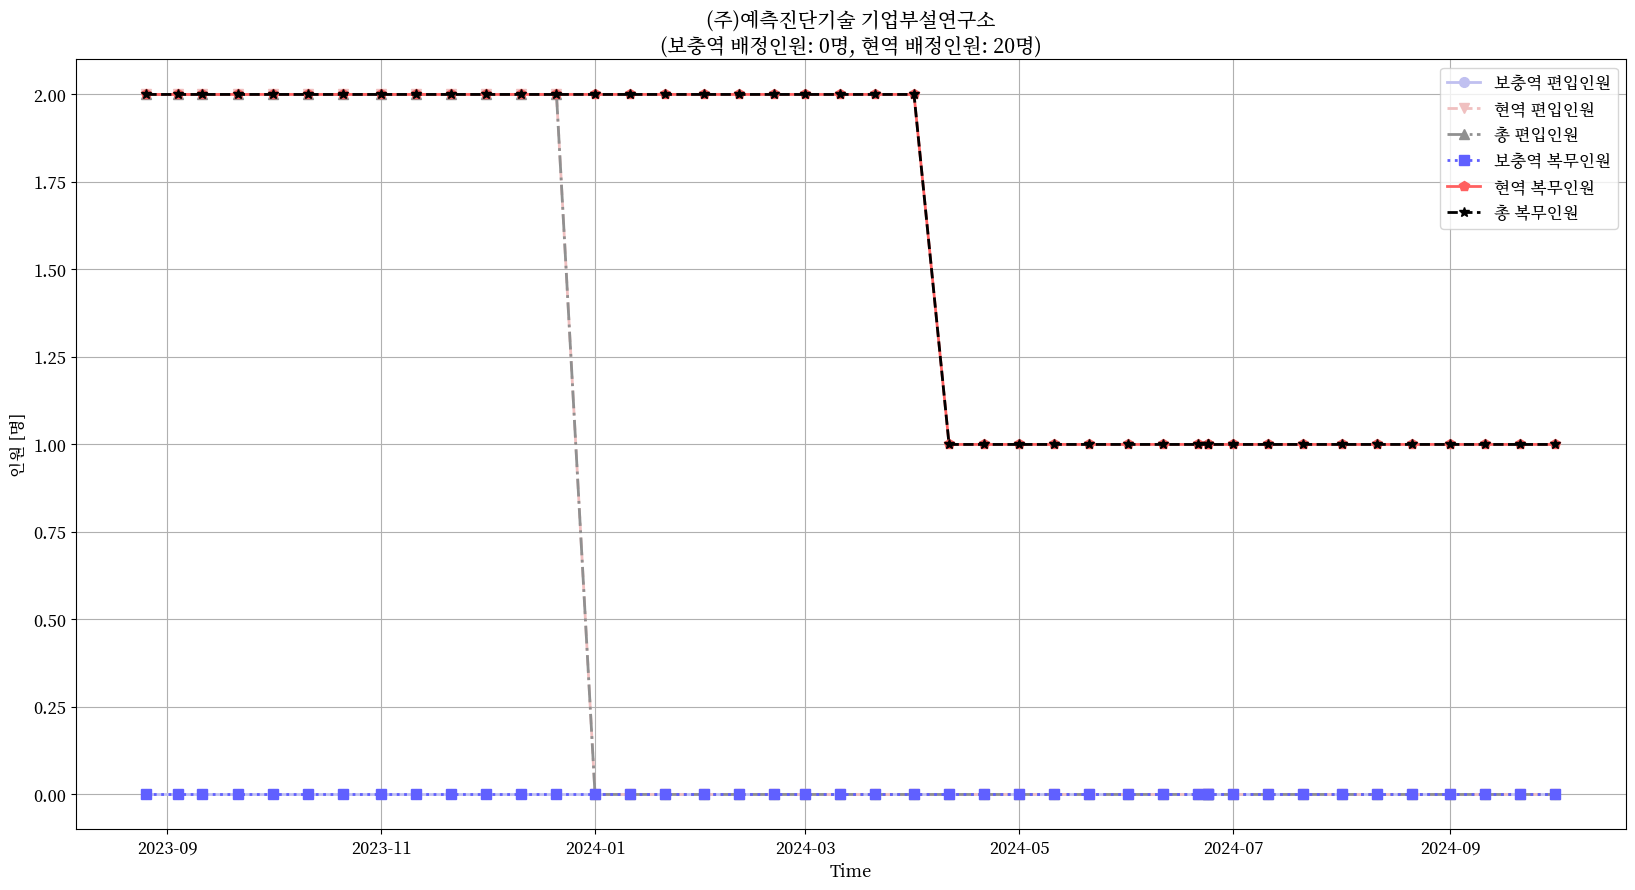 (주)예측진단기술 기업부설연구소
(보충역 배정인원: 0명, 현역 배정인원: 20명)
보충역 편입인원
현역 편입인원
총 편입인원
보충역 복무인원
현역 복무인원
총 복무인원
인원 [명]
2.00
1.75
1.50
1.25
1.00
0.75
0.50
0.25
0.00
2023-09 2023-11 2024-01 2024-03 2024-05 2024-07 2024-09
Time